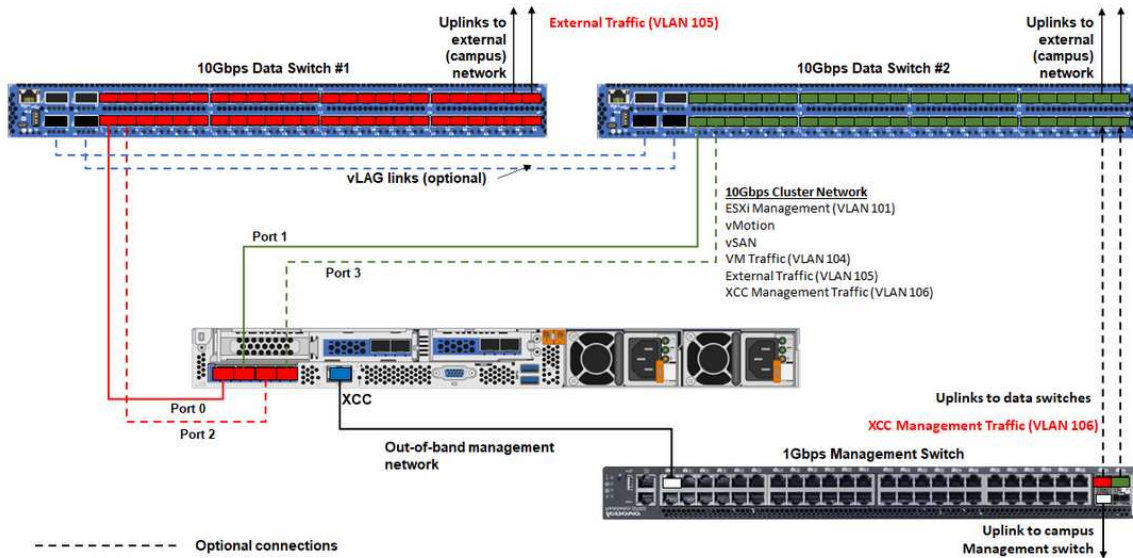 Uplinks to
external
(campus)
network
External Traffic (VLAN 105)
Uplinks to
external
(campus)
network
10Gbps Data Switch #1
10Gbps Data Switch #2
vLAG links (optional)
10Gbps Cluster Network
ESXi Management (VLAN 101)
vMotion
vSAN
VM Traffic (VLAN 104)
External Traffic (VLAN 105)
XCC Management Traffic (VLAN 106)
Port 1
Port 3
Port 0
Port 2
XCC
Out-of-band management
network
Uplinks to data switches
XCC Management Traffic (VLAN 106)
1Gbps Management Switch
Uplink to campus
Management switch
Optional connections